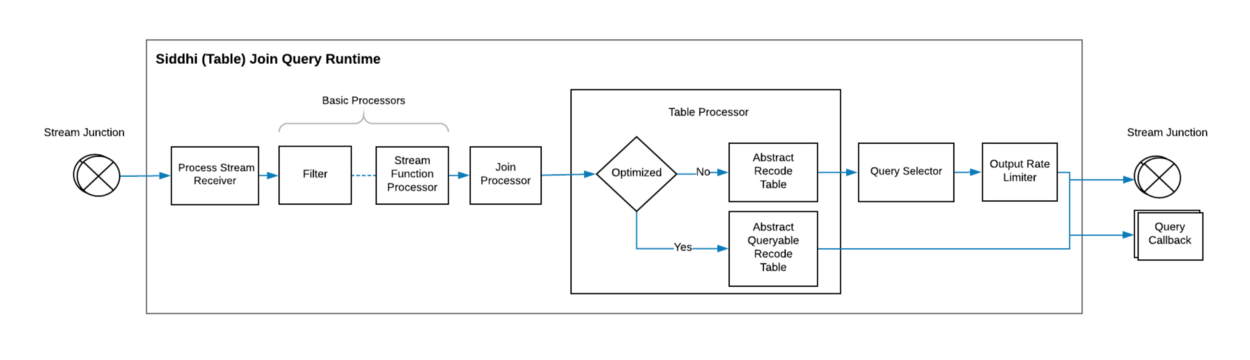 Siddhi (Table) Join Query Runtime
Basic Processors
Stream Junction
Process Stream
Receiver
Filter
Stream
Function
Processor
Join
Processor
Table Processor
Optimized
No
Yes
Abstract
Recode
Table
Abstract
Queryable
Recode
Table
Query Selector
Output Rate
Limiter
Stream Junction
Query
Callback